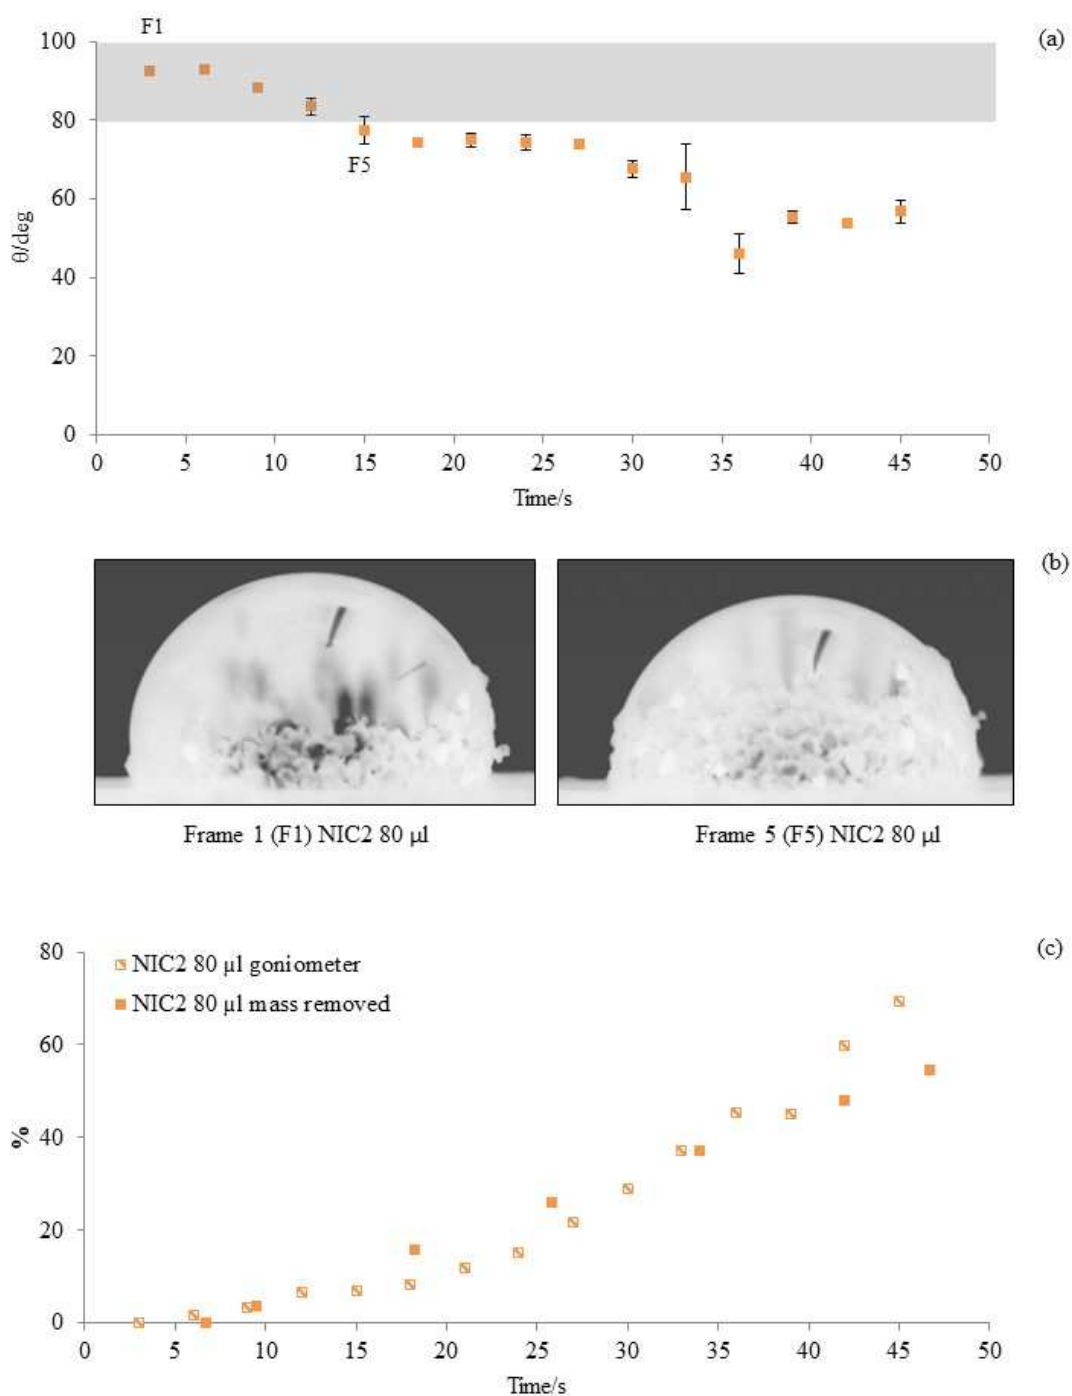 (a)
F1
100
80
60
40
20
0
F5
θ/deg
0 5 10 15 20 25 30 35 40 45 50
Time/s
(b)
Frame 1 (F1) NIC2 80 µl
Frame 5 (F5) NIC2 80 µl
(c)
80
60
40
20
0
NIC2 80 µl goniometer
NIC2 80 µl mass removed
%
0 5 10 15 20 25 30 35 40 45 50
Time/s